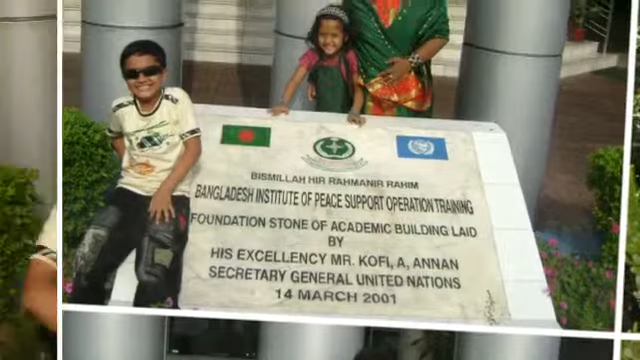 BISMILLAH HIR RAHMANIR RAHIM
BANGLADESH INSTITUTE OF PEACE SUPPORT OPERATION TRAINING
FOUNDATION STONE OF ACADEMIC BUILDING LAID
BY
HIS EXCELLENCY MR. KOFI, A, ANNAN
SECRETARY GENERAL UNITED NATIONS
14 MARCH 2001